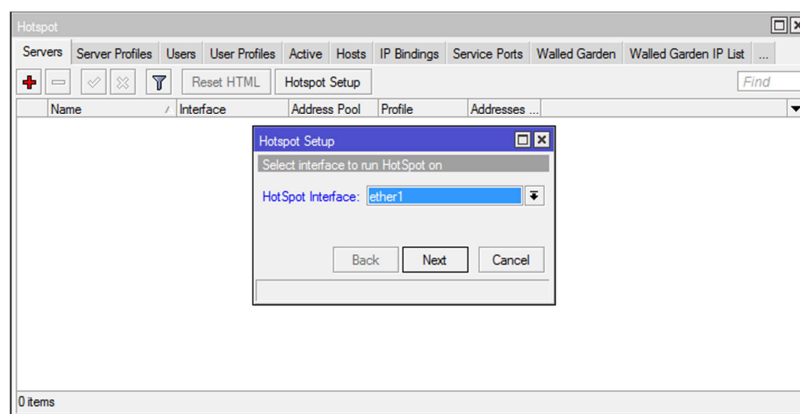 Hotspot
Servers Server Profiles Users User Profiles Active Hosts IP Bindings Service Ports Walled Garden Walled Garden IP List ...
Reset HTML Hotspot Setup Find
Name Interface Address Pool Profile Addresses ...
Hotspot Setup
Select interface to run HotSpot on
HotSpot Interface: ether1
Back Next Cancel
0 items